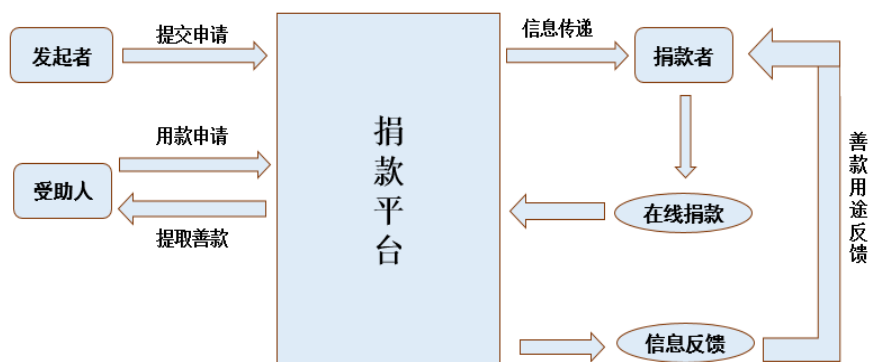 提交申请
信息传递
发起者
捐款者
捐款平台
用款申请
善款用途反馈
受助人
在线捐款
提取善款
信息反馈